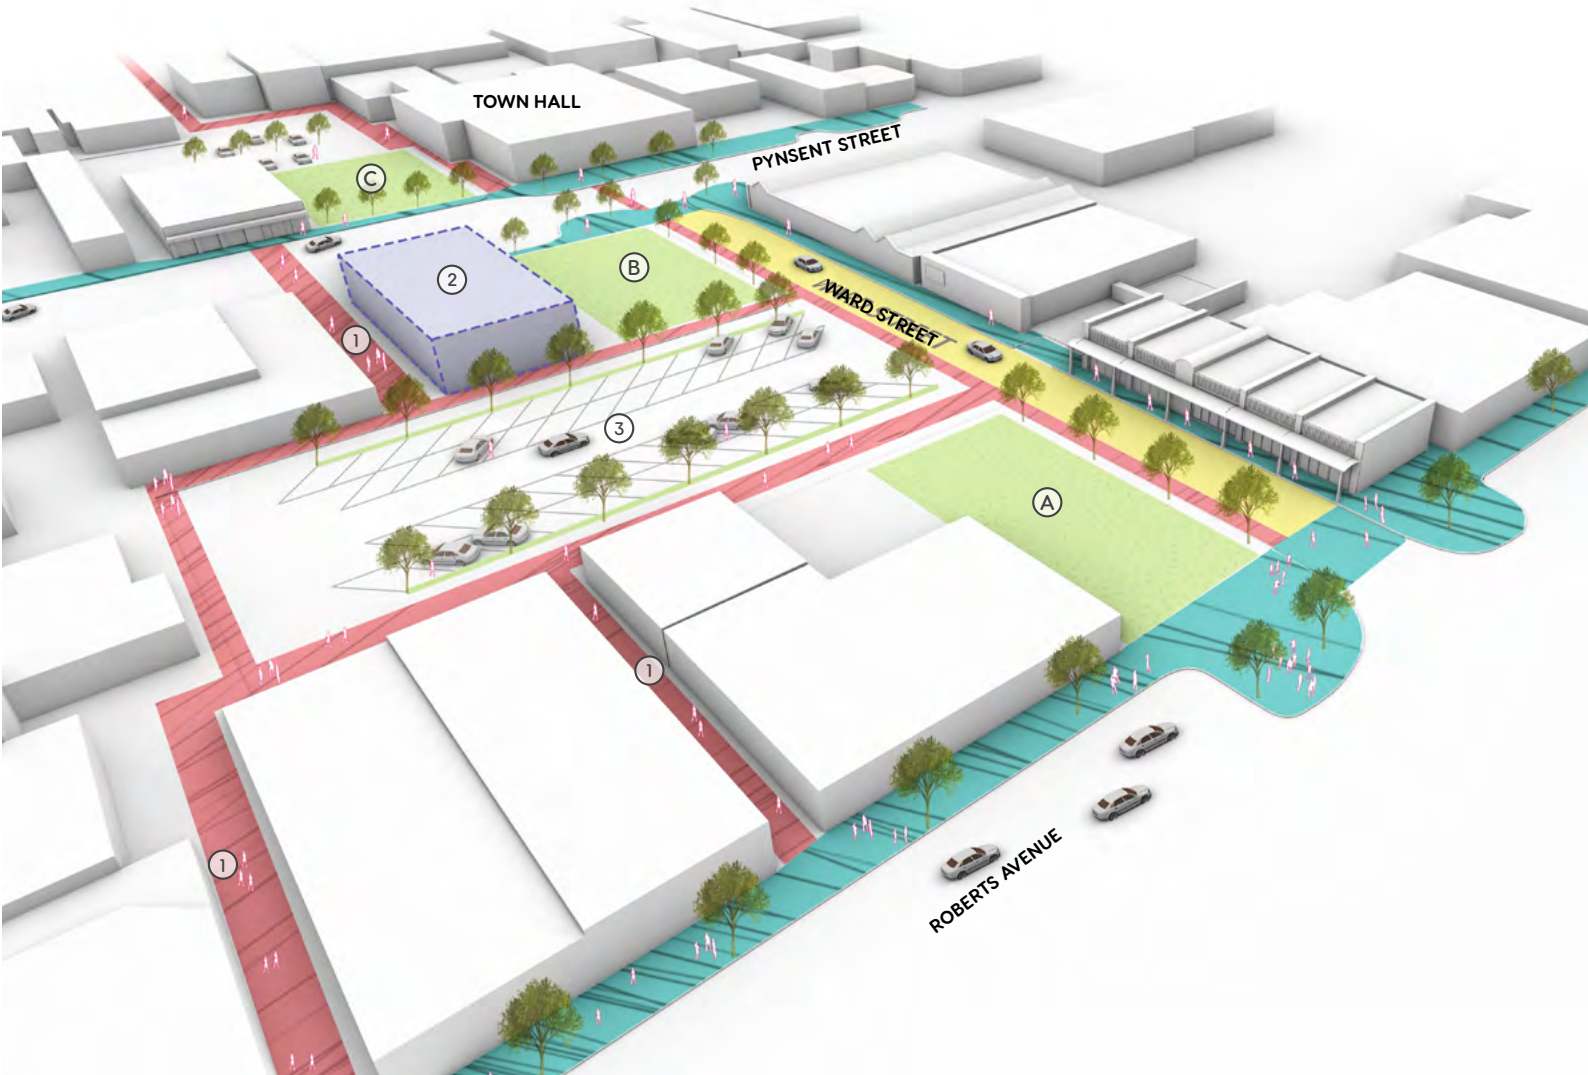 TOWN HALL
PYNSENT STREET
C
B
2
WARD STREET
1
3
A
1
1
ROBERTS AVENUE